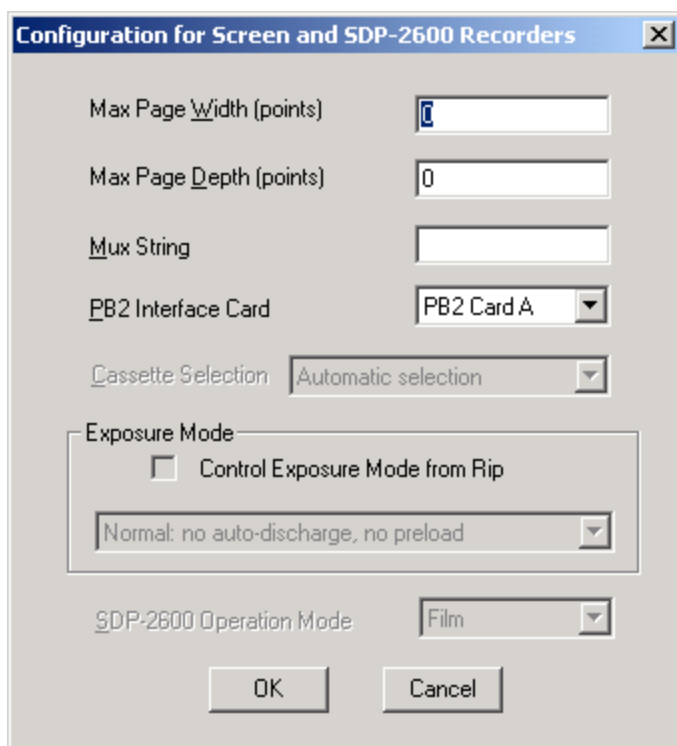 Configuration for Screen and SDP-2600 Recorders
Max Page Width (points) 0
Max Page Depth (points) 0
Mux String
PB2 Interface Card PB2 Card A
Cassette Selection Automatic selection
Exposure Mode
Control Exposure Mode from Rip
Normal: no auto-discharge, no preload
SDP-2600 Operation Mode Film
OK Cancel